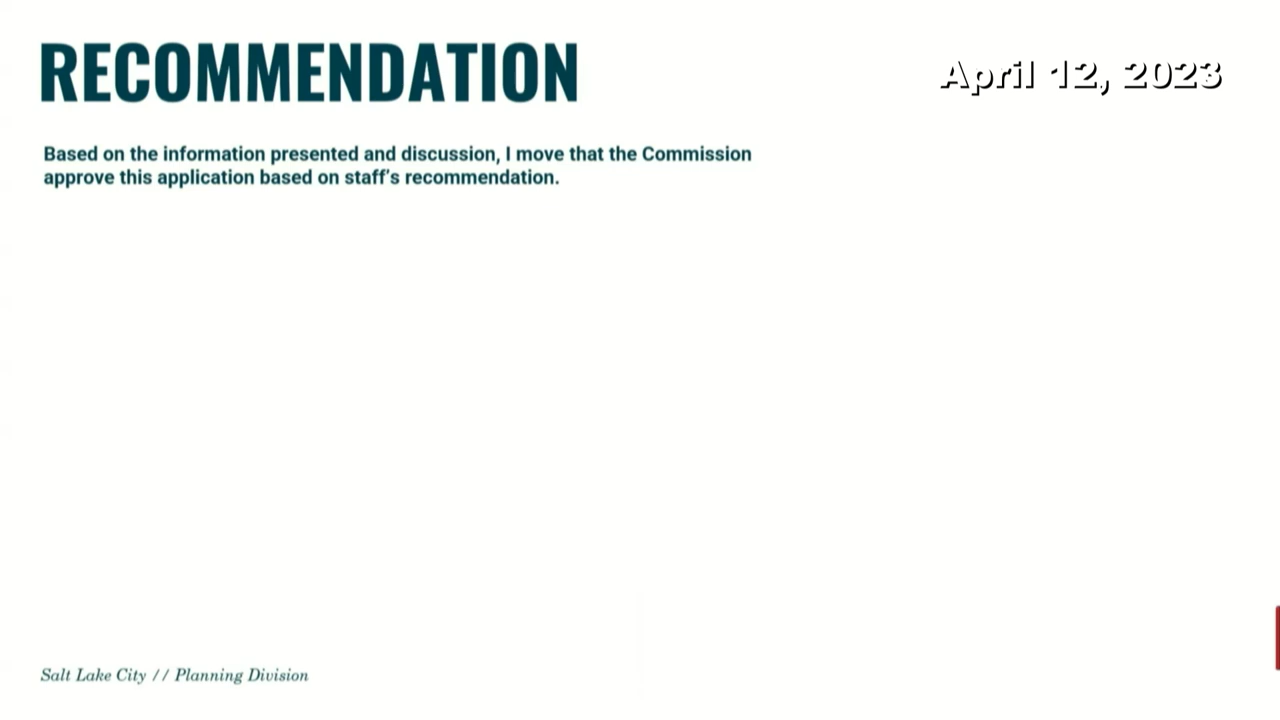 RECOMMENDATION
April 12, 2023
Based on the information presented and discussion, I move that the Commission
approve this application based on staff's recommendation.
Salt Lake City // Planning Division